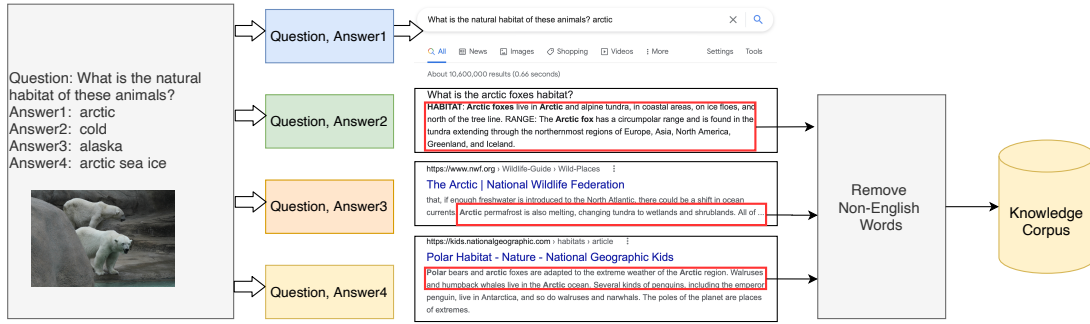 Question: What is the natural
habitat of these animals?
Answer1: arctic
Answer2: cold
Answer3: alaska
Answer4: arctic sea ice
Question, Answer1
Question, Answer2
Question, Answer3
Question, Answer4
What is the natural habitat of these animals? arctic
All News Images Shopping Videos More Settings Tools
About 10,600,000 results (0.66 seconds)
What is the arctic foxes habitat?
HABITAT: Arctic foxes live in Arctic and alpine tundra, in coastal areas, on ice floes, and
north of the tree line. RANGE: The Arctic fox has a circumpolar range and is found in the
tundra extending through the northernmost regions of Europe, Asia, North America,
Greenland, and Iceland.
https://www.nwf.org › Wildlife-Guide › Wild-Places
The Arctic | National Wildlife Federation
that, if enough freshwater is introduced to the North Atlantic, there could be a shift in ocean
currents. Arctic permafrost is also melting, changing tundra to wetlands and shrublands. All of ...
https://kids.nationalgeographic.com › habitats › article
Polar Habitat - Nature - National Geographic Kids
Polar bears and arctic foxes are adapted to the extreme weather of the Arctic region. Walruses
and humpback whales live in the Arctic ocean. Several kinds of penguins, including the emperor
penguin, live in Antarctica, and so do walruses and narwhals. The poles of the planet are places
of extremes.
Remove
Non-English
Words
Knowledge
Corpus